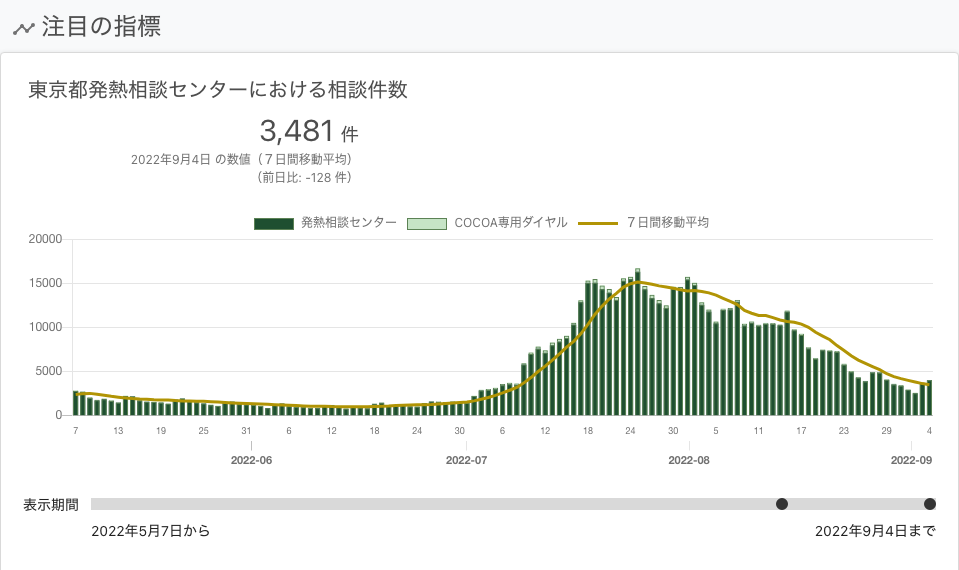 注目の指標
東京都発熱相談センターにおける相談件数
3,481 件
2022年9月4日 の数値（７日間移動平均）
（前日比: -128 件）
発熱相談センター COCOA専用ダイヤル ７日間移動平均
20000
15000
10000
5000
0
7 13 19 25 31 6 12 18 24 30 6 12 18 24 30 5 11 17 23 29 4
2022-06 2022-07 2022-08 2022-09
表示期間
2022年5月7日から 2022年9月4日まで